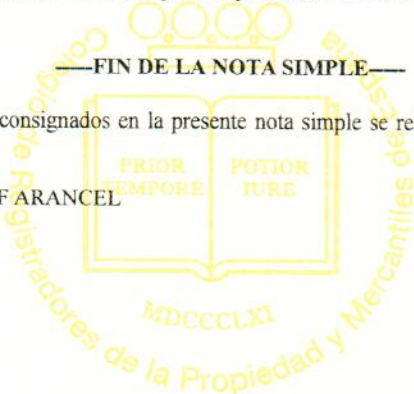 -----FIN DE LA NOTA SIMPLE-----
consignados en la presente nota simple se re
F ARANCEL
PRIOR TEMPORE
POTIOR IURE
MDCCCLXI
Colegio de Registradores de la Propiedad y Mercantiles de España